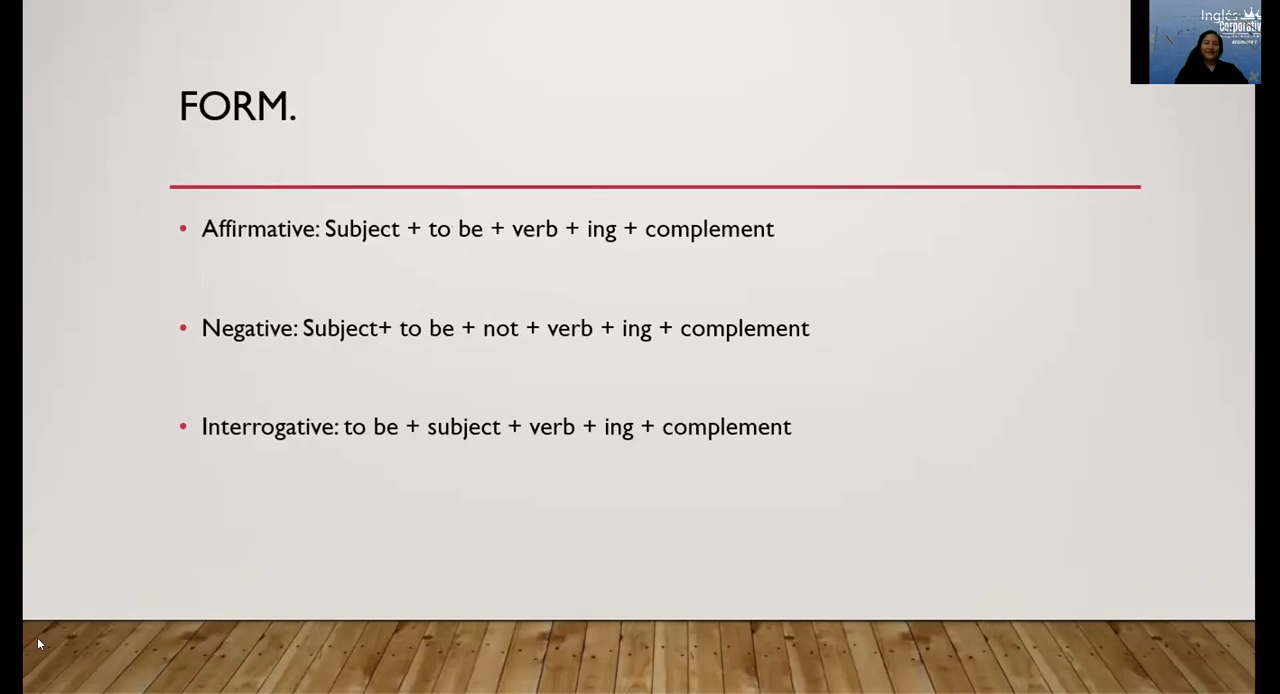 Inglés
Corporativ
FORM.
• Affirmative: Subject + to be + verb + ing + complement
• Negative: Subject+ to be + not + verb + ing + complement
• Interrogative: to be + subject + verb + ing + complement